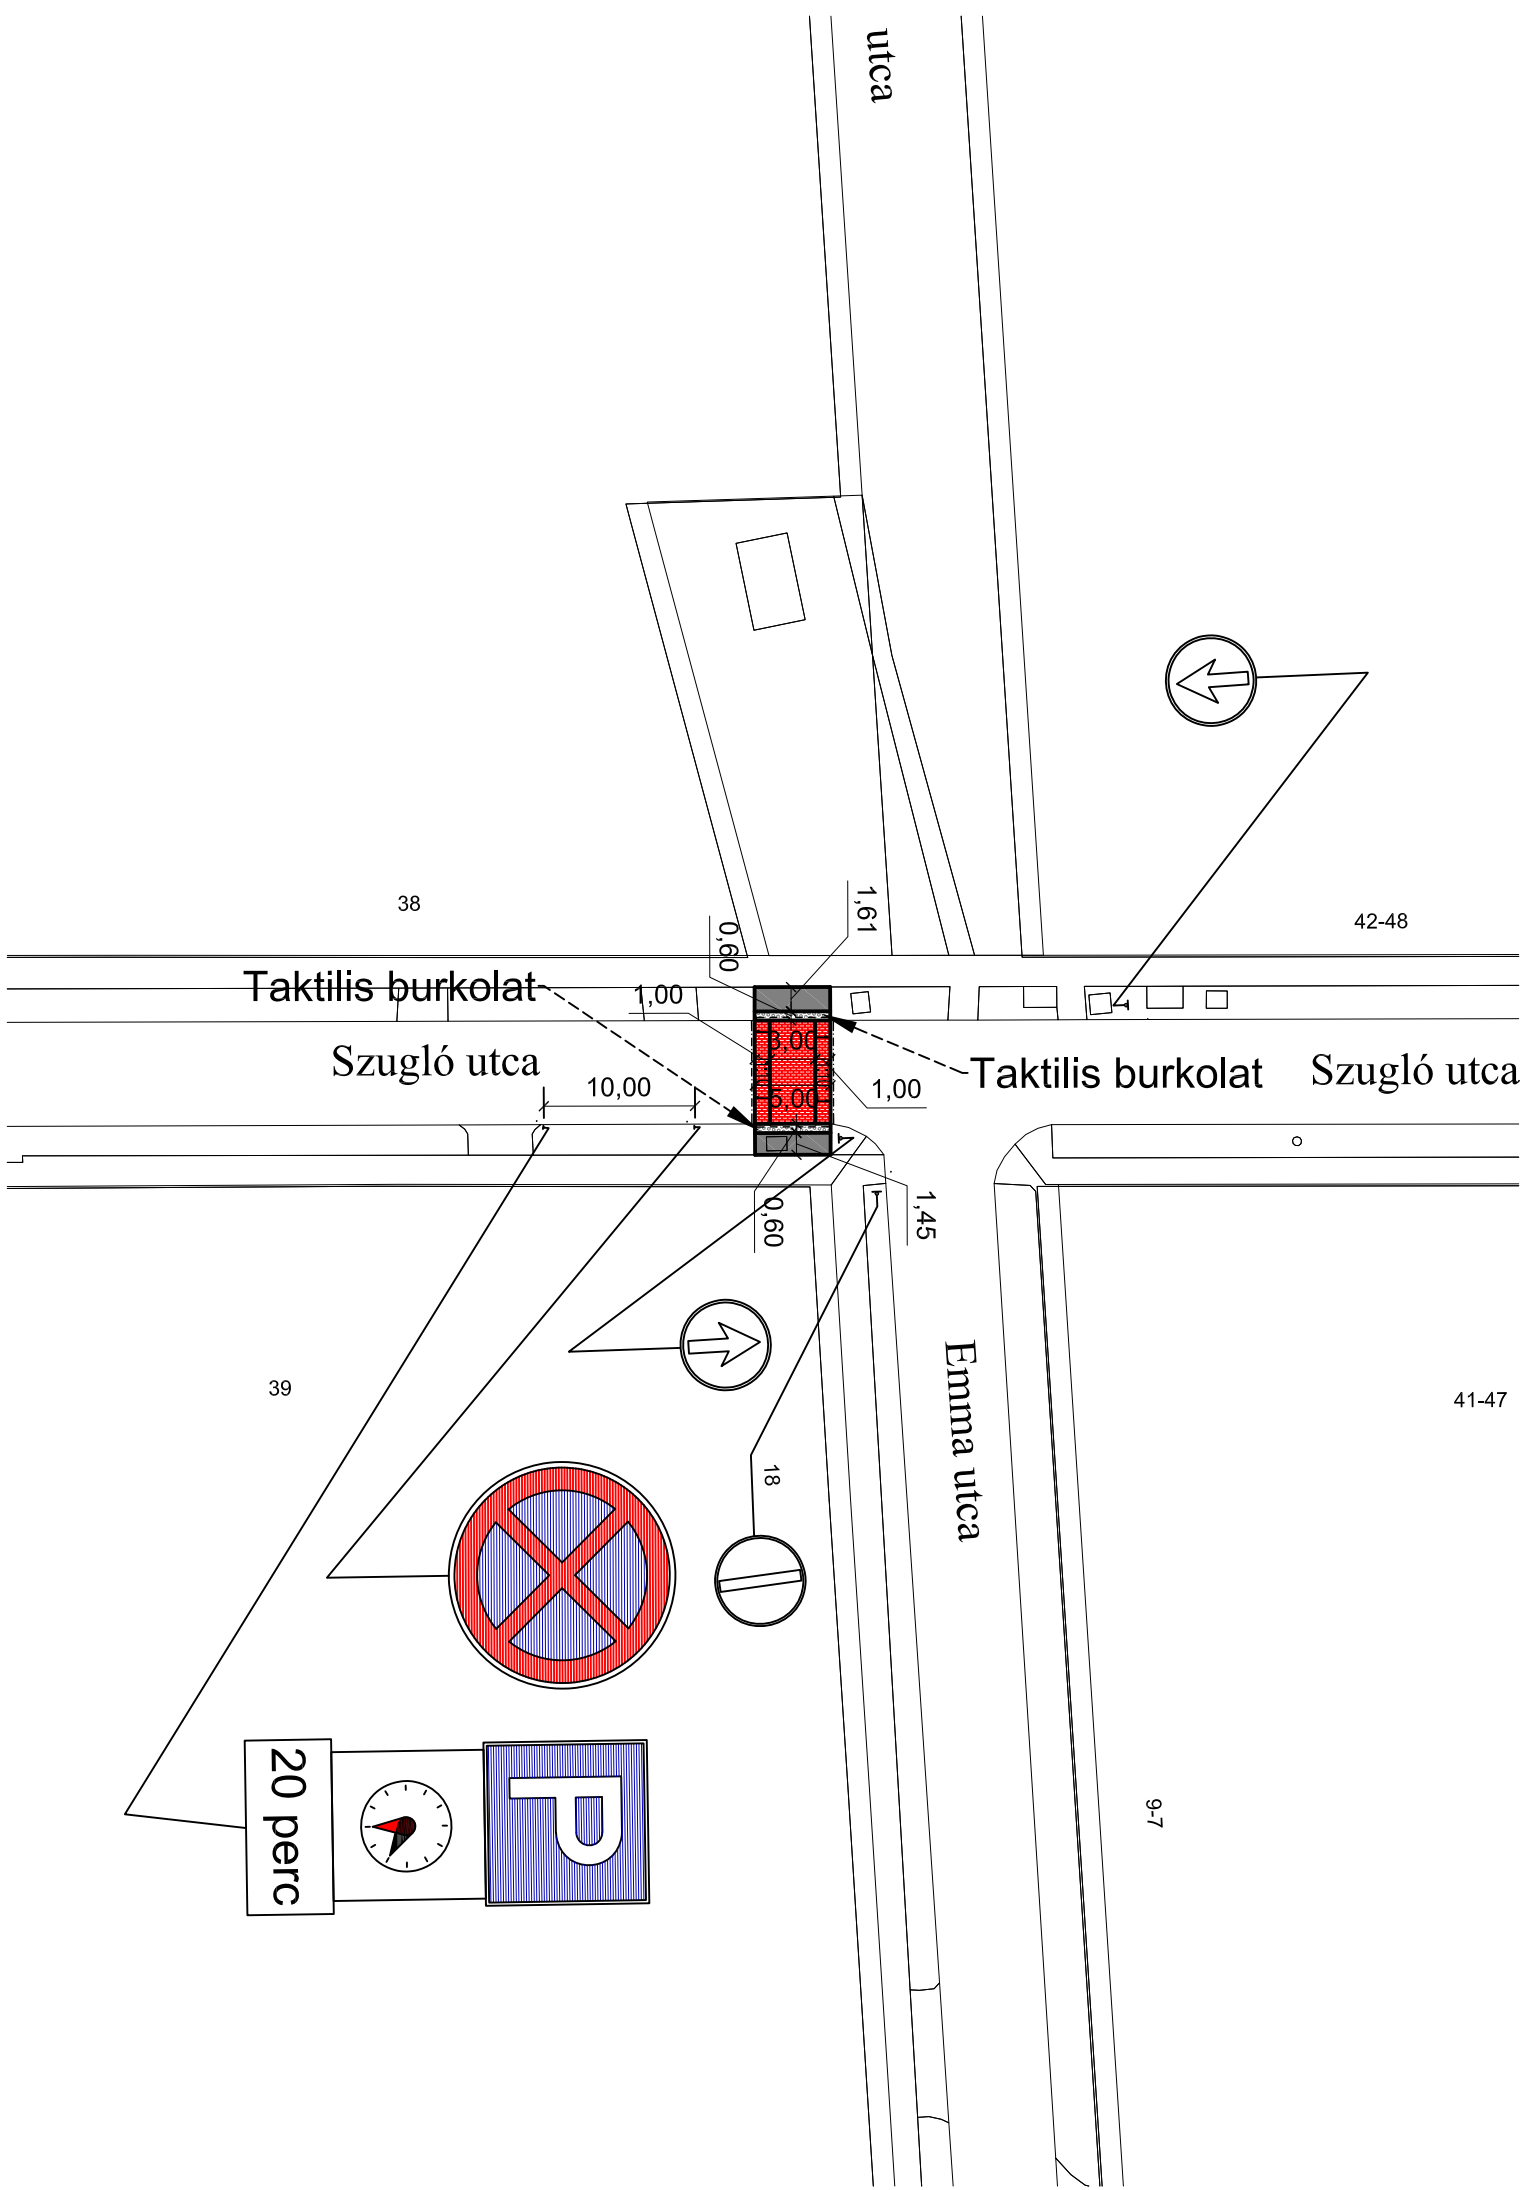 utca
38
42-48
1,61
0,60
Taktilis burkolat
1,00
Szugló utca
3,00
Taktilis burkolat
Szugló utca
10,00
5,00
1,00
0,60
1,45
Emma utca
39
41-47
18
P
20 perc
9-7